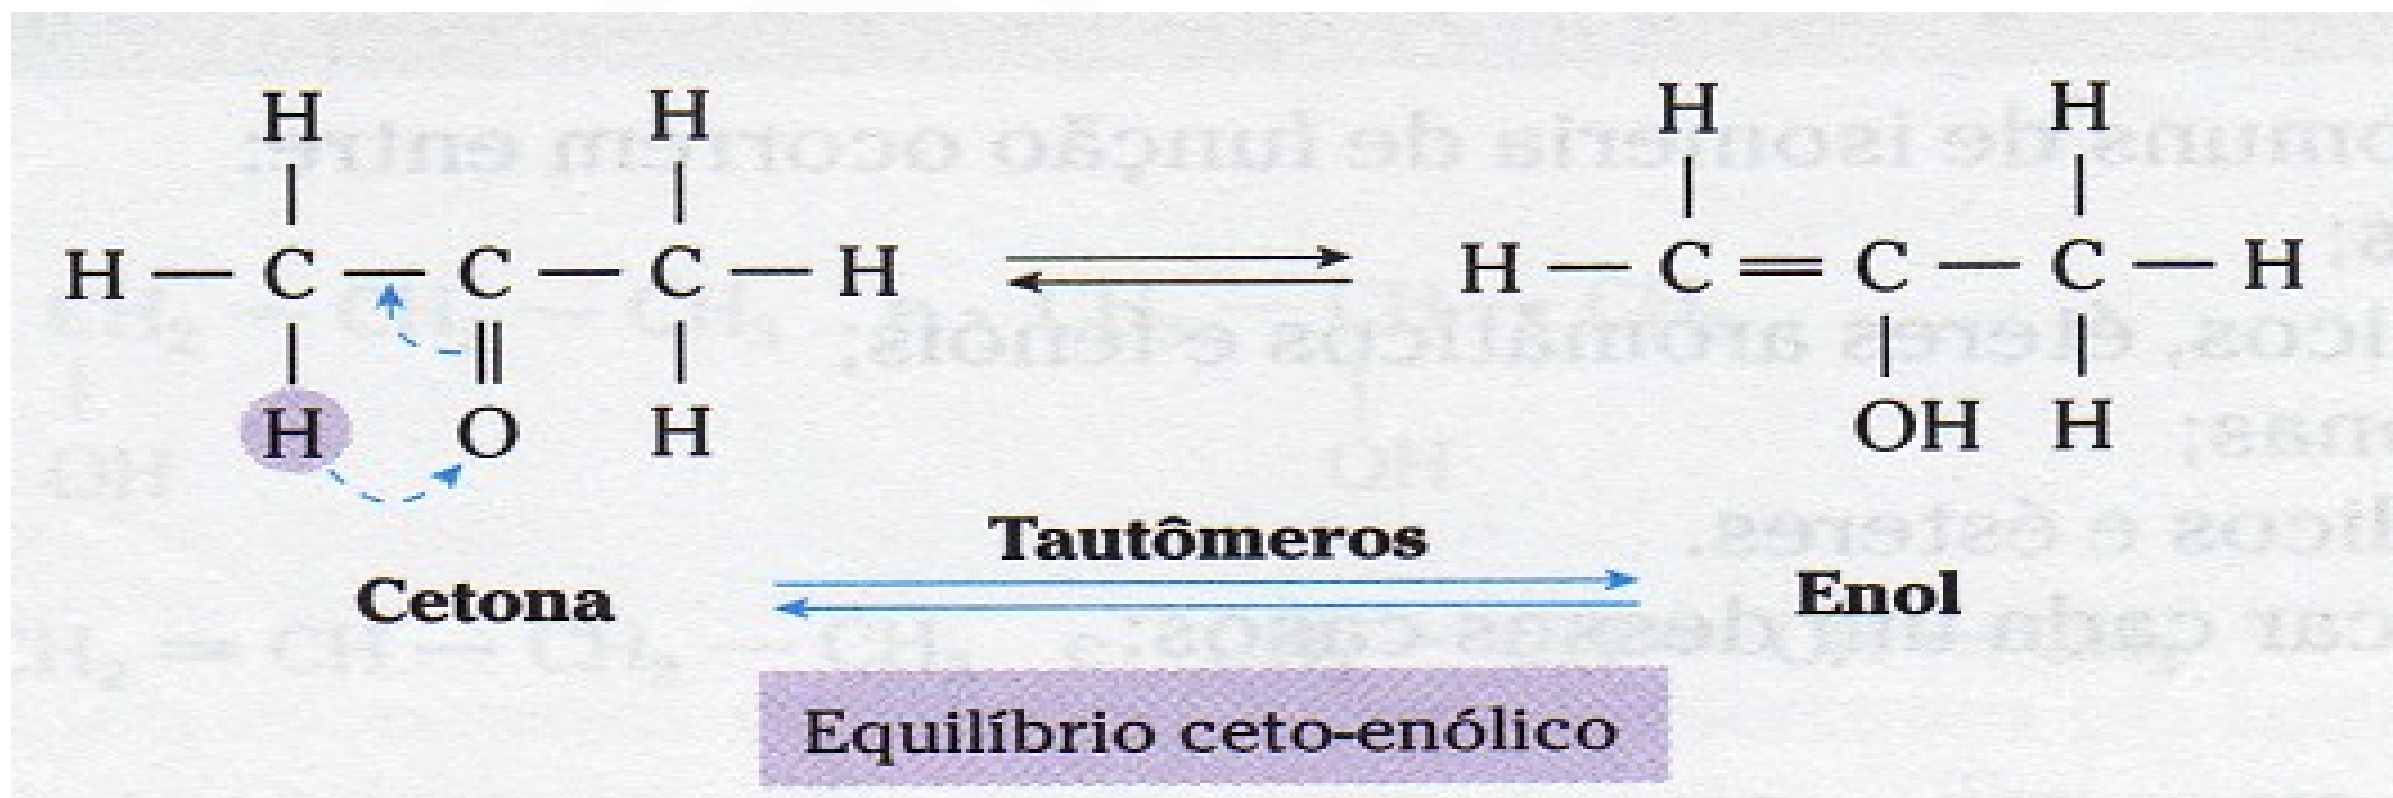 H H H H
H — C — C — C — H ⇌ H — C = C — C — H
H O H OH H
Tautômeros
Cetona Enol
Equilíbrio ceto-enólico